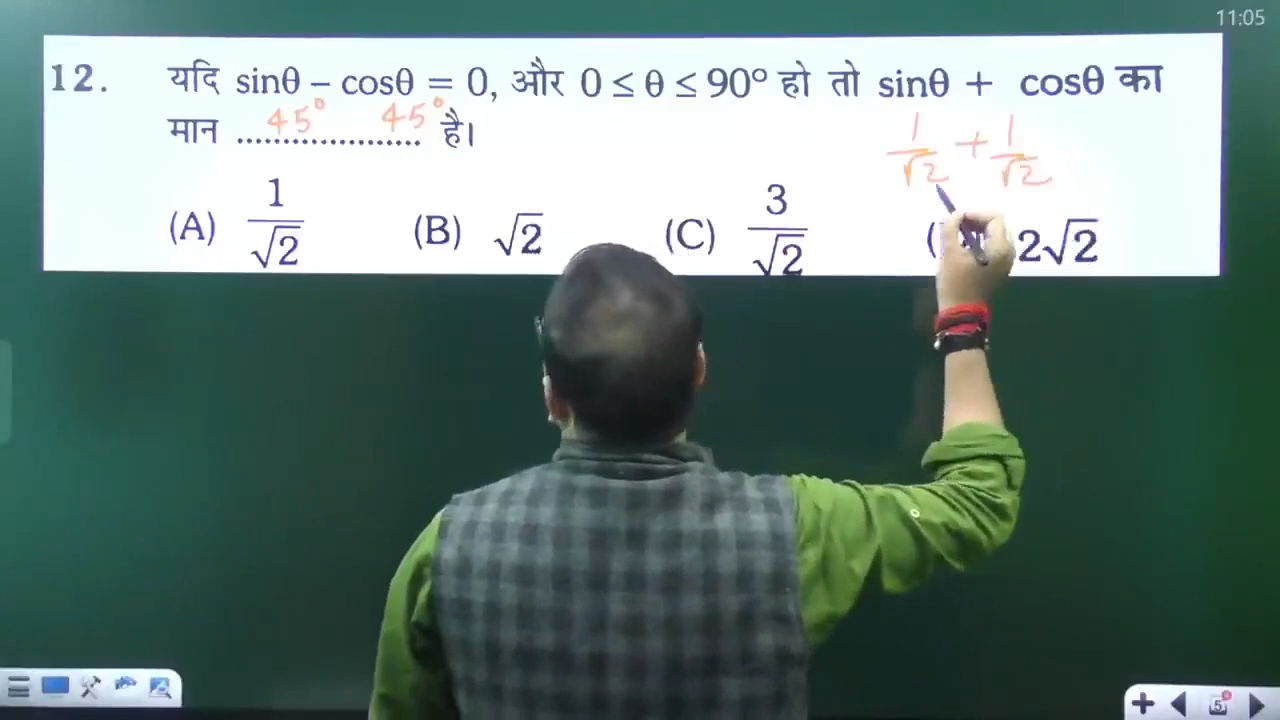 11:05
12. यदि sinθ – cosθ = 0, और 0 ≤ θ ≤ 90° हो तो sinθ + cosθ का
45° 45°
मान ..................... है।
1/√2 + 1/√2
(A) 1/√2 (B) √2 (C) 3/√2 ( 2√2
5